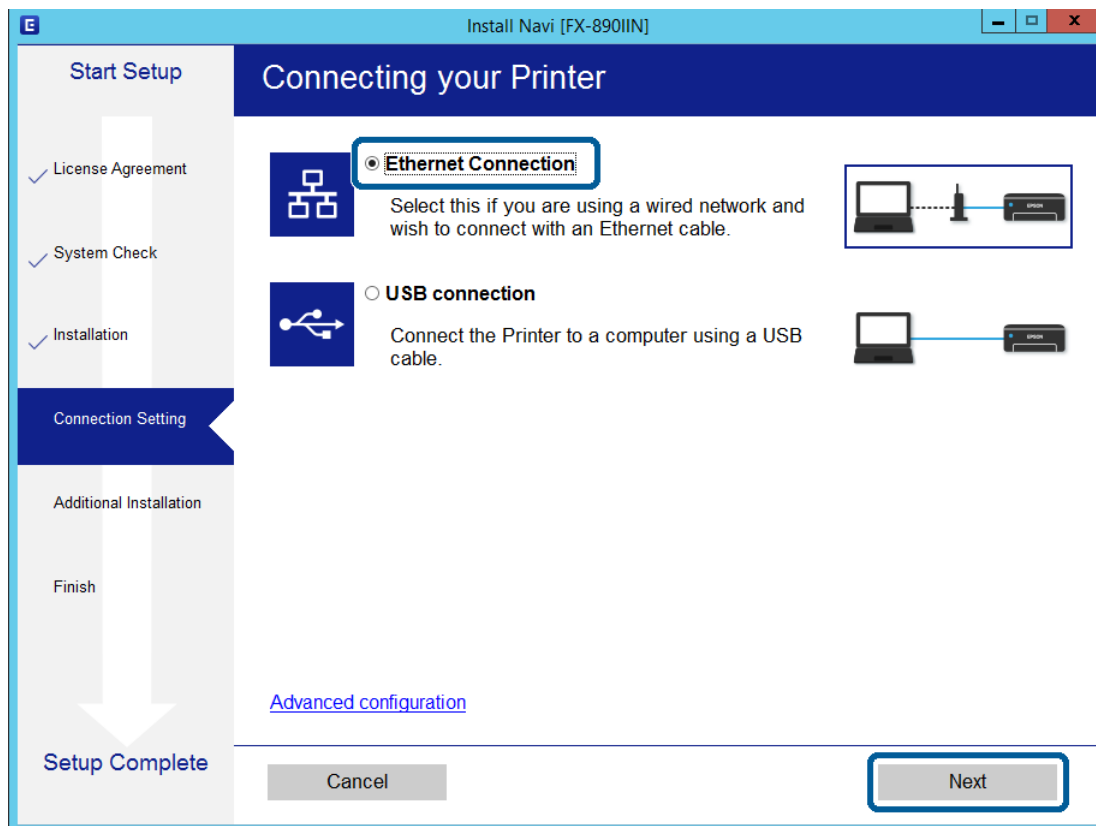 Install Navi [FX-890IIN]
Start Setup
Connecting your Printer
License Agreement
System Check
Installation
Connection Setting
Additional Installation
Finish
Setup Complete
Ethernet Connection
Select this if you are using a wired network and
wish to connect with an Ethernet cable.
EPSON
USB connection
Connect the Printer to a computer using a USB
cable.
EPSON
Advanced configuration
Cancel
Next